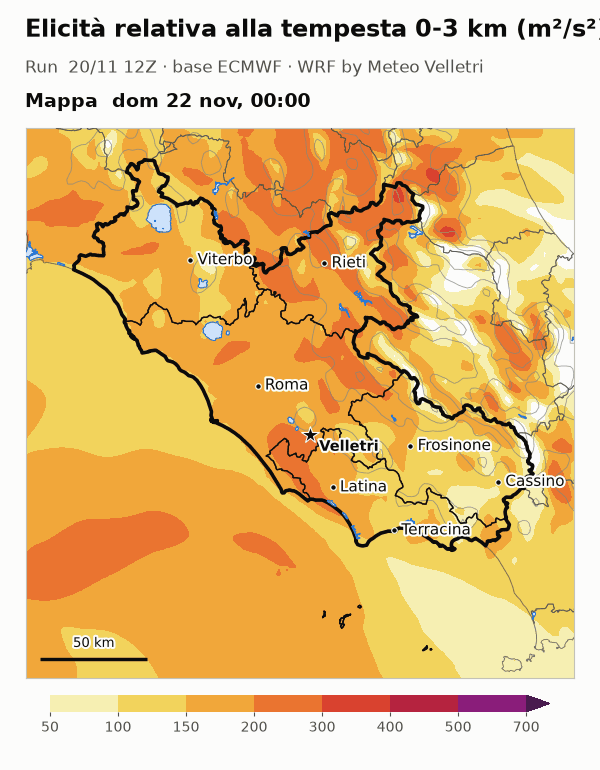 Elicità relativa alla tempesta 0-3 km (m²/s²)
Run 20/11 12Z · base ECMWF · WRF by Meteo Velletri
Mappa dom 22 nov, 00:00
Viterbo
Rieti
Roma
Velletri
Frosinone
Latina
Cassino
Terracina
50 km
50 100 150 200 300 400 500 700